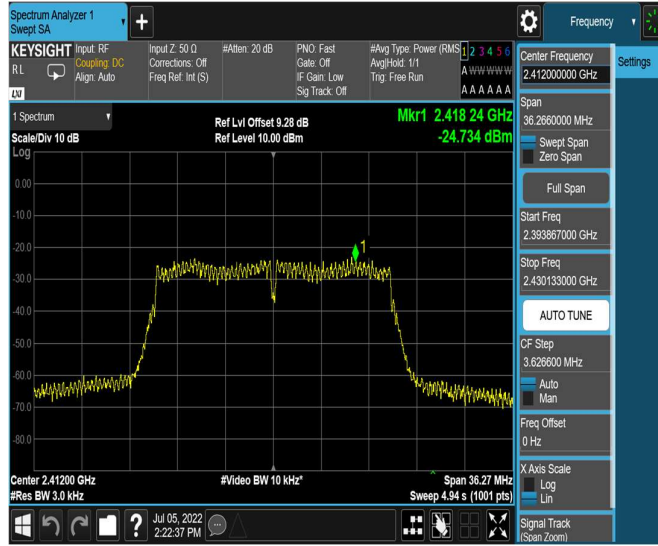 Spectrum Analyzer 1
Swept SA
Frequency
KEYSIGHT
RL
LXI
Input: RF
Coupling: DC
Align: Auto
Input Z: 50 Ω
Corrections: Off
Freq Ref: Int (S)
#Atten: 20 dB
PNO: Fast
Gate: Off
IF Gain: Low
Sig Track: Off
#Avg Type: Power (RMS
Avg|Hold: 1/1
Trig: Free Run
1 2 3 4 5 6
A W W W W W
A A A A A A
1 Spectrum
Scale/Div 10 dB
Log
Ref Lvl Offset 9.28 dB
Ref Level 10.00 dBm
Mkr1 2.418 24 GHz
-24.734 dBm
0.00
-10.0
-20.0
-30.0
-40.0
-50.0
-60.0
-70.0
-80.0
1
Center 2.41200 GHz
#Res BW 3.0 kHz
#Video BW 10 kHz*
Span 36.27 MHz
Sweep 4.94 s (1001 pts)
Jul 05, 2022
2:22:37 PM
Settings
Center Frequency
2.412000000 GHz
Span
36.2660000 MHz
Swept Span
Zero Span
Full Span
Start Freq
2.393867000 GHz
Stop Freq
2.430133000 GHz
AUTO TUNE
CF Step
3.626600 MHz
Auto
Man
Freq Offset
0 Hz
X Axis Scale
Log
Lin
Signal Track
(Span Zoom)